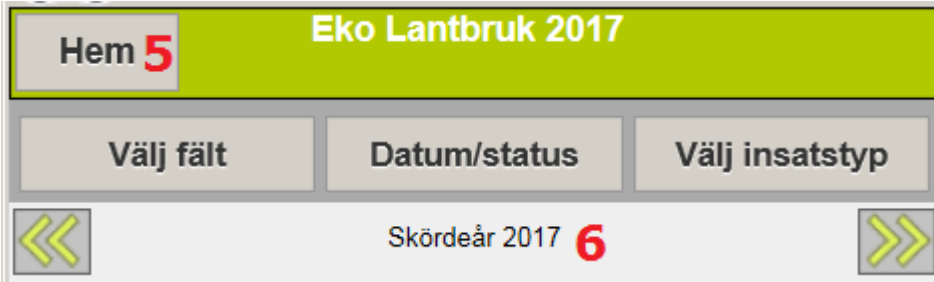 Eko Lantbruk 2017
Hem 5
Välj fält Datum/status Välj insatstyp
Skördeår 2017 6